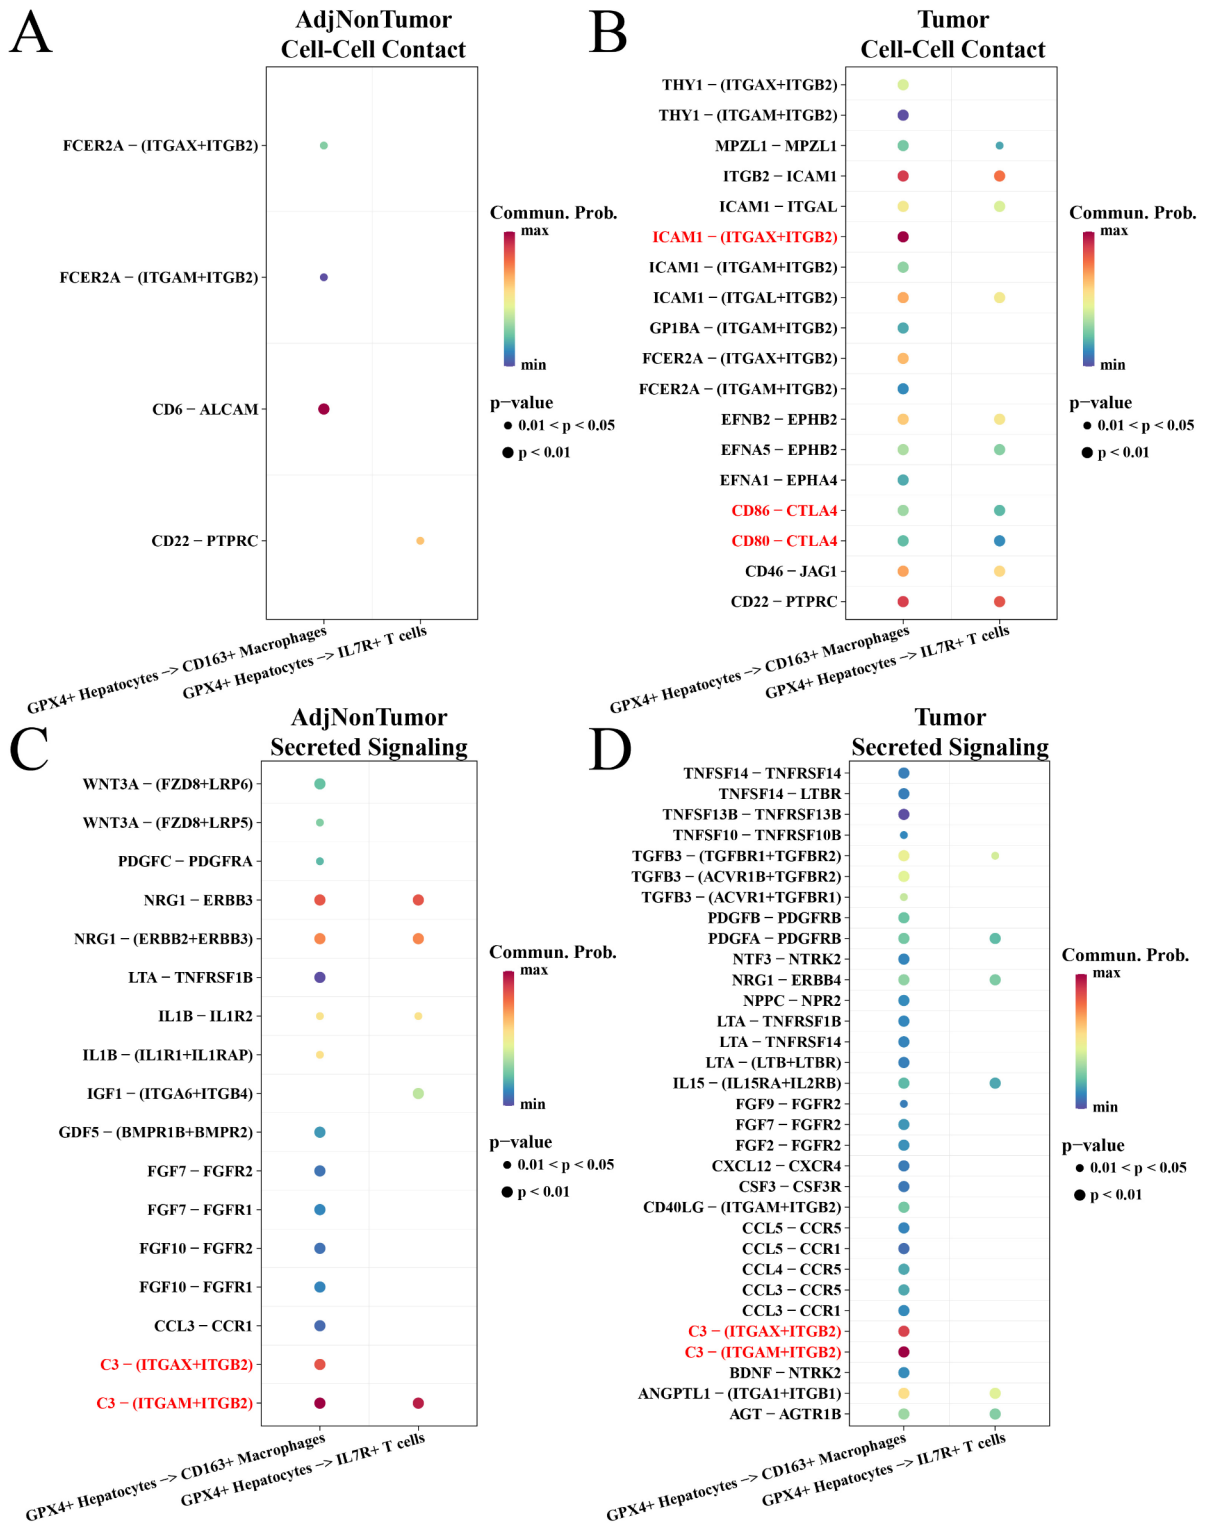 A
AdjNonTumor
Cell-Cell Contact
FCER2A − (ITGAX+ITGB2)
FCER2A − (ITGAM+ITGB2)
CD6 − ALCAM
CD22 − PTPRC
GPX4+ Hepatocytes −> CD163+ Macrophages
GPX4+ Hepatocytes −> IL7R+ T cells
Commun. Prob.
max
min
p−value
0.01 < p < 0.05
p < 0.01
B
Tumor
Cell-Cell Contact
THY1 − (ITGAX+ITGB2)
THY1 − (ITGAM+ITGB2)
MPZL1 − MPZL1
ITGB2 − ICAM1
ICAM1 − ITGAL
ICAM1 − (ITGAX+ITGB2)
ICAM1 − (ITGAM+ITGB2)
ICAM1 − (ITGAL+ITGB2)
GP1BA − (ITGAM+ITGB2)
FCER2A − (ITGAX+ITGB2)
FCER2A − (ITGAM+ITGB2)
EFNB2 − EPHB2
EFNA5 − EPHB2
EFNA1 − EPHA4
CD86 − CTLA4
CD80 − CTLA4
CD46 − JAG1
CD22 − PTPRC
GPX4+ Hepatocytes −> CD163+ Macrophages
GPX4+ Hepatocytes −> IL7R+ T cells
Commun. Prob.
max
min
p−value
0.01 < p < 0.05
p < 0.01
C
AdjNonTumor
Secreted Signaling
WNT3A − (FZD8+LRP6)
WNT3A − (FZD8+LRP5)
PDGFC − PDGFRA
NRG1 − ERBB3
NRG1 − (ERBB2+ERBB3)
LTA − TNFRSF1B
IL1B − IL1R2
IL1B − (IL1R1+IL1RAP)
IGF1 − (ITGA6+ITGB4)
GDF5 − (BMPR1B+BMPR2)
FGF7 − FGFR2
FGF7 − FGFR1
FGF10 − FGFR2
FGF10 − FGFR1
CCL3 − CCR1
C3 − (ITGAX+ITGB2)
C3 − (ITGAM+ITGB2)
GPX4+ Hepatocytes −> CD163+ Macrophages
GPX4+ Hepatocytes −> IL7R+ T cells
Commun. Prob.
max
min
p−value
0.01 < p < 0.05
p < 0.01
D
Tumor
Secreted Signaling
TNFSF14 − TNFRSF14
TNFSF14 − LTBR
TNFSF13B − TNFRSF13B
TNFSF10 − TNFRSF10B
TGFB3 − (TGFBR1+TGFBR2)
TGFB3 − (ACVR1B+TGFBR2)
TGFB3 − (ACVR1+TGFBR1)
PDGFB − PDGFRB
PDGFA − PDGFRB
NTF3 − NTRK2
NRG1 − ERBB4
NPPC − NPR2
LTA − TNFRSF1B
LTA − TNFRSF14
LTA − (LTB+LTBR)
IL15 − (IL15RA+IL2RB)
FGF9 − FGFR2
FGF7 − FGFR2
FGF2 − FGFR2
CXCL12 − CXCR4
CSF3 − CSF3R
CD40LG − (ITGAM+ITGB2)
CCL5 − CCR5
CCL5 − CCR1
CCL4 − CCR5
CCL3 − CCR5
CCL3 − CCR1
C3 − (ITGAX+ITGB2)
C3 − (ITGAM+ITGB2)
BDNF − NTRK2
ANGPTL1 − (ITGA1+ITGB1)
AGT − AGTR1B
GPX4+ Hepatocytes −> CD163+ Macrophages
GPX4+ Hepatocytes −> IL7R+ T cells
Commun. Prob.
max
min
p−value
0.01 < p < 0.05
p < 0.01